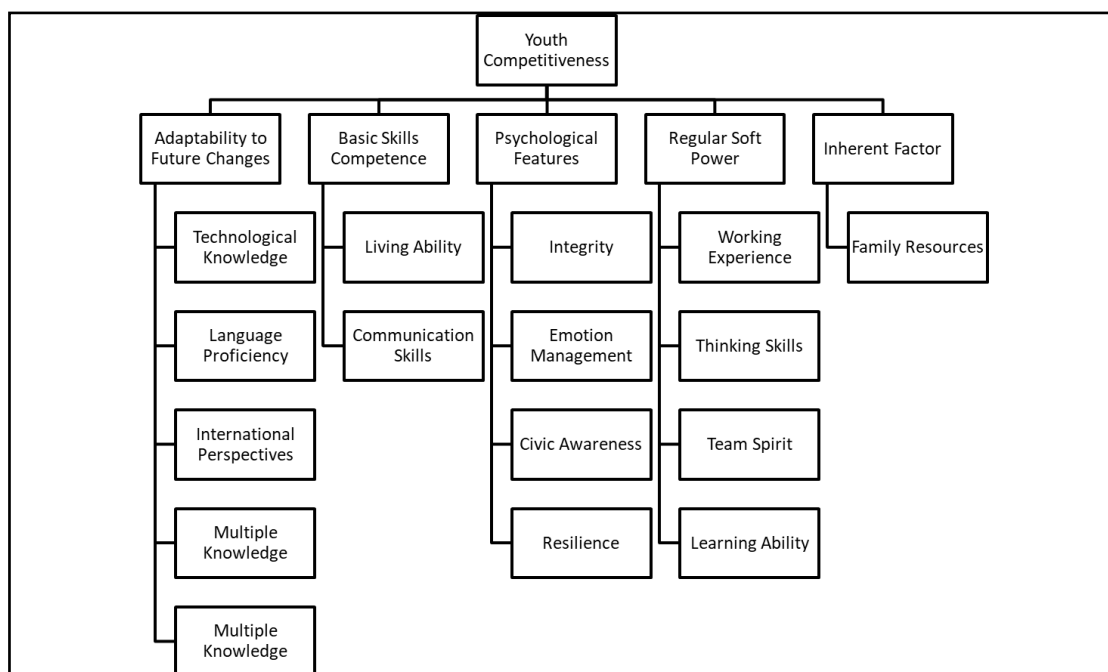 Youth
Competitiveness
Adaptability to
Future Changes
Basic Skills
Competence
Psychological
Features
Regular Soft
Power
Inherent Factor
Technological
Knowledge
Living Ability
Integrity
Working
Experience
Family Resources
Language
Proficiency
Communication
Skills
Emotion
Management
Thinking Skills
International
Perspectives
Civic Awareness
Team Spirit
Multiple
Knowledge
Resilience
Learning Ability
Multiple
Knowledge